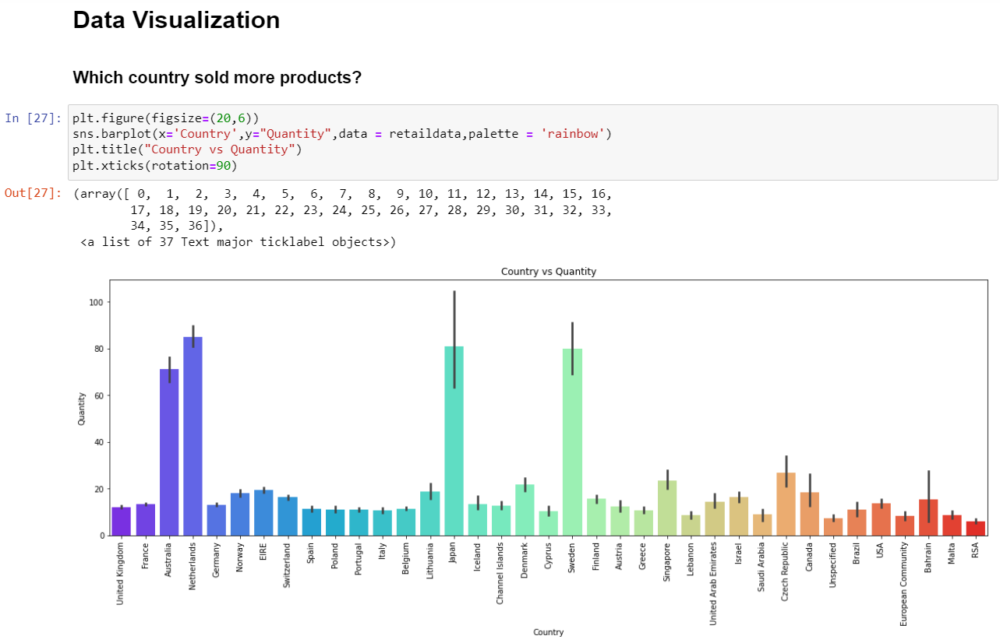 Data Visualization
Which country sold more products?
In [27]:
plt.figure(figsize=(20,6))
sns.barplot(x='Country',y="Quantity",data = retaildata,palette = 'rainbow')
plt.title("Country vs Quantity")
plt.xticks(rotation=90)
Out[27]:
(array([ 0,  1,  2,  3,  4,  5,  6,  7,  8,  9, 10, 11, 12, 13, 14, 15, 16,
17, 18, 19, 20, 21, 22, 23, 24, 25, 26, 27, 28, 29, 30, 31, 32, 33,
34, 35, 36]),
<a list of 37 Text major ticklabel objects>)
Country vs Quantity
Quantity
100
80
60
40
20
0
United Kingdom
France
Australia
Netherlands
Germany
Norway
EIRE
Switzerland
Spain
Poland
Portugal
Italy
Belgium
Lithuania
Japan
Iceland
Channel Islands
Denmark
Cyprus
Sweden
Finland
Austria
Greece
Singapore
Lebanon
United Arab Emirates
Israel
Saudi Arabia
Czech Republic
Canada
Unspecified
Brazil
USA
European Community
Bahrain
Malta
RSA
Country